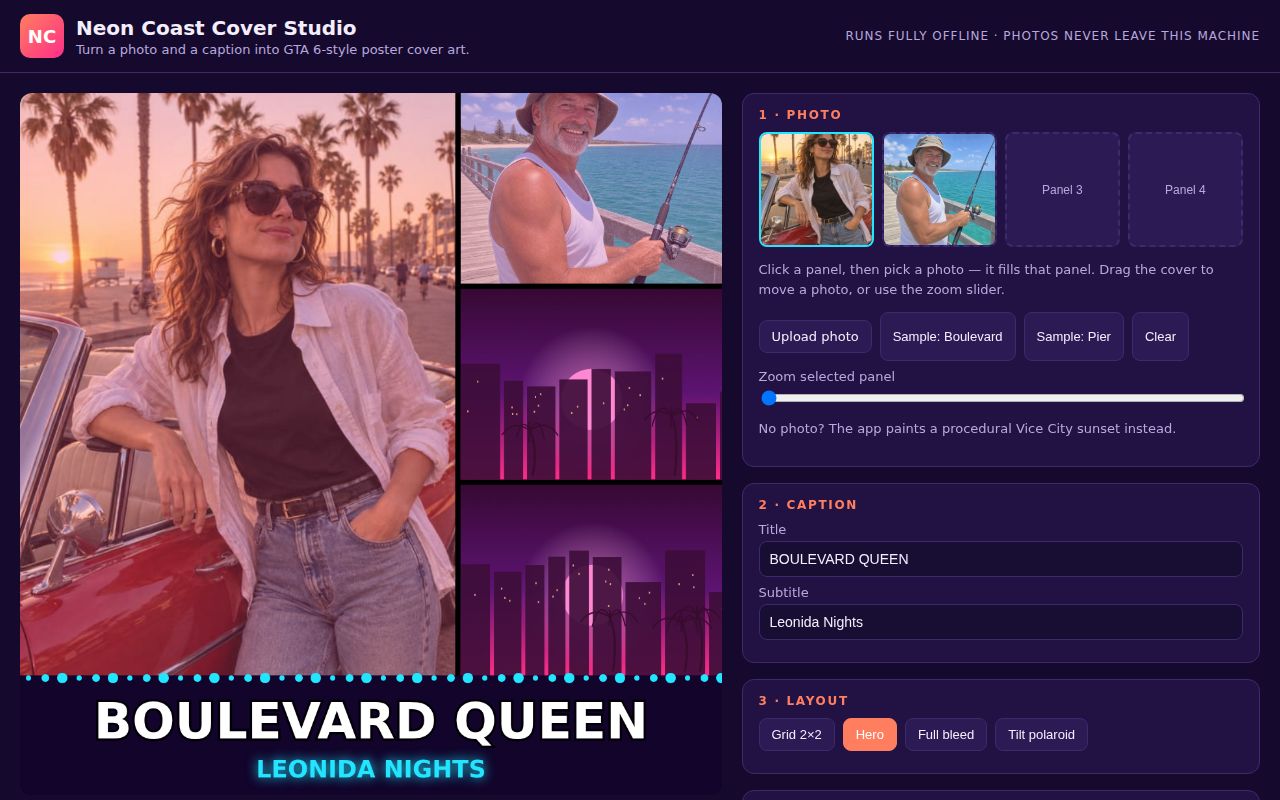 NC
Neon Coast Cover Studio
Turn a photo and a caption into GTA 6-style poster cover art.
RUNS FULLY OFFLINE · PHOTOS NEVER LEAVE THIS MACHINE
BOULEVARD QUEEN
LEONIDA NIGHTS
1 · PHOTO
Panel 3
Panel 4
Click a panel, then pick a photo — it fills that panel. Drag the cover to
move a photo, or use the zoom slider.
Upload photo
Sample: Boulevard
Sample: Pier
Clear
Zoom selected panel
No photo? The app paints a procedural Vice City sunset instead.
2 · CAPTION
Title
BOULEVARD QUEEN
Subtitle
Leonida Nights
3 · LAYOUT
Grid 2×2
Hero
Full bleed
Tilt polaroid